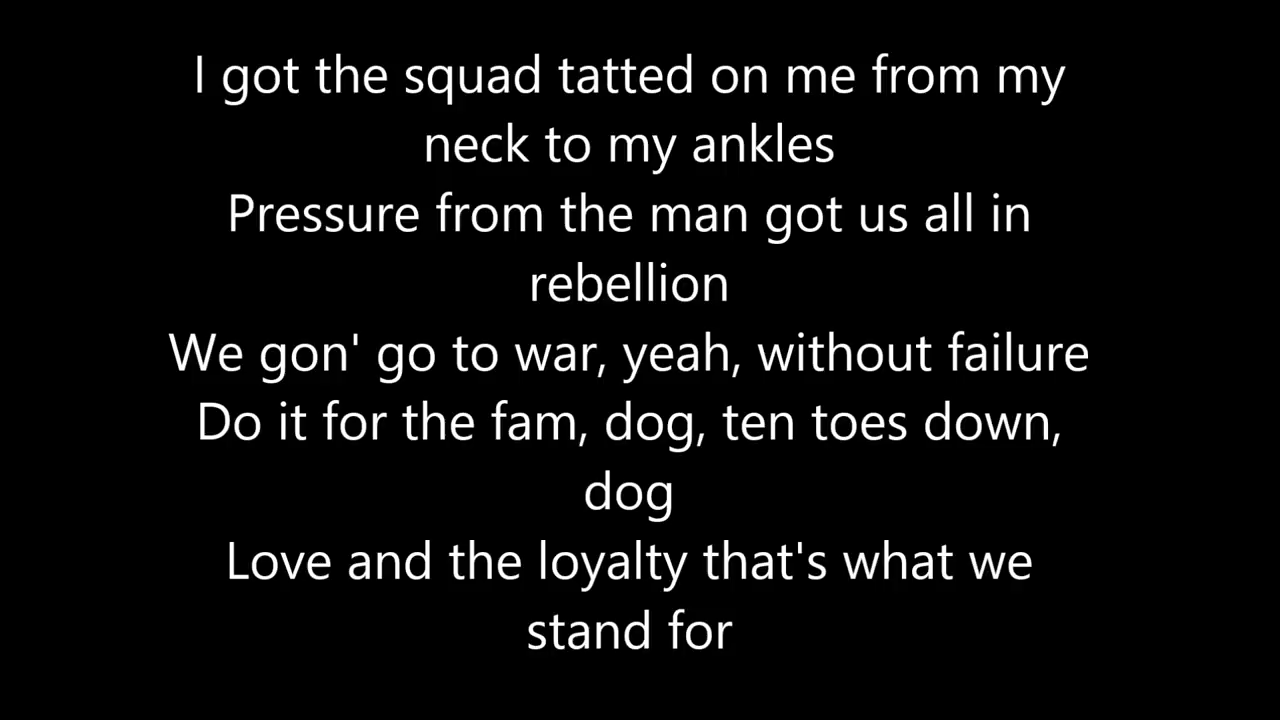 I got the squad tatted on me from my
neck to my ankles
Pressure from the man got us all in
rebellion
We gon' go to war, yeah, without failure
Do it for the fam, dog, ten toes down,
dog
Love and the loyalty that's what we
stand for